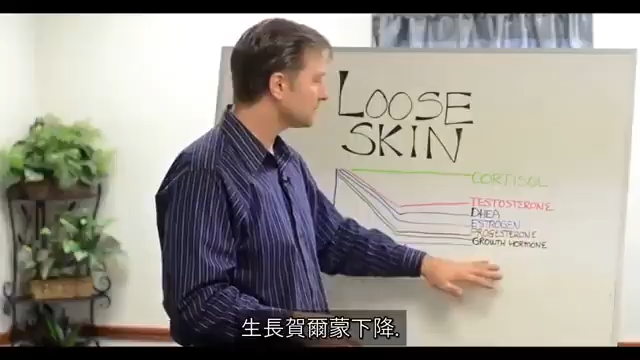 LOOSE
SKIN
CORTISOL
TESTOSTERONE
DHEA
ESTROGEN
PROGESTERONE
GROWTH HORMONE
生長賀爾蒙下降.